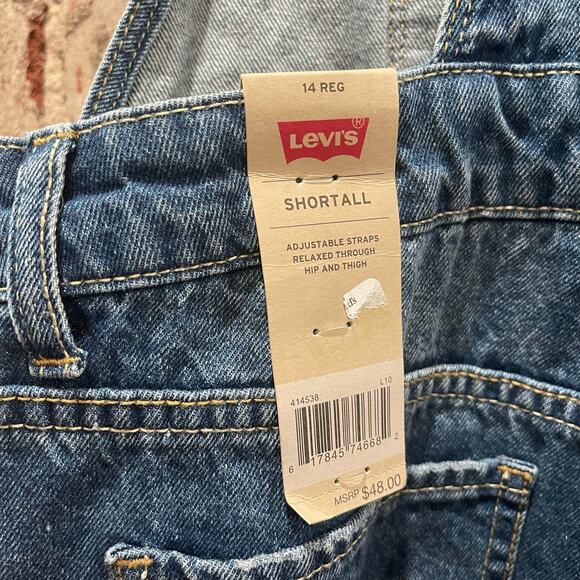 14 REG
LEVI'S®
SHORTALL
ADJUSTABLE STRAPS
RELAXED THROUGH
HIP AND THIGH
414538 L10
6 17845 74668 2
MSRP $48.00